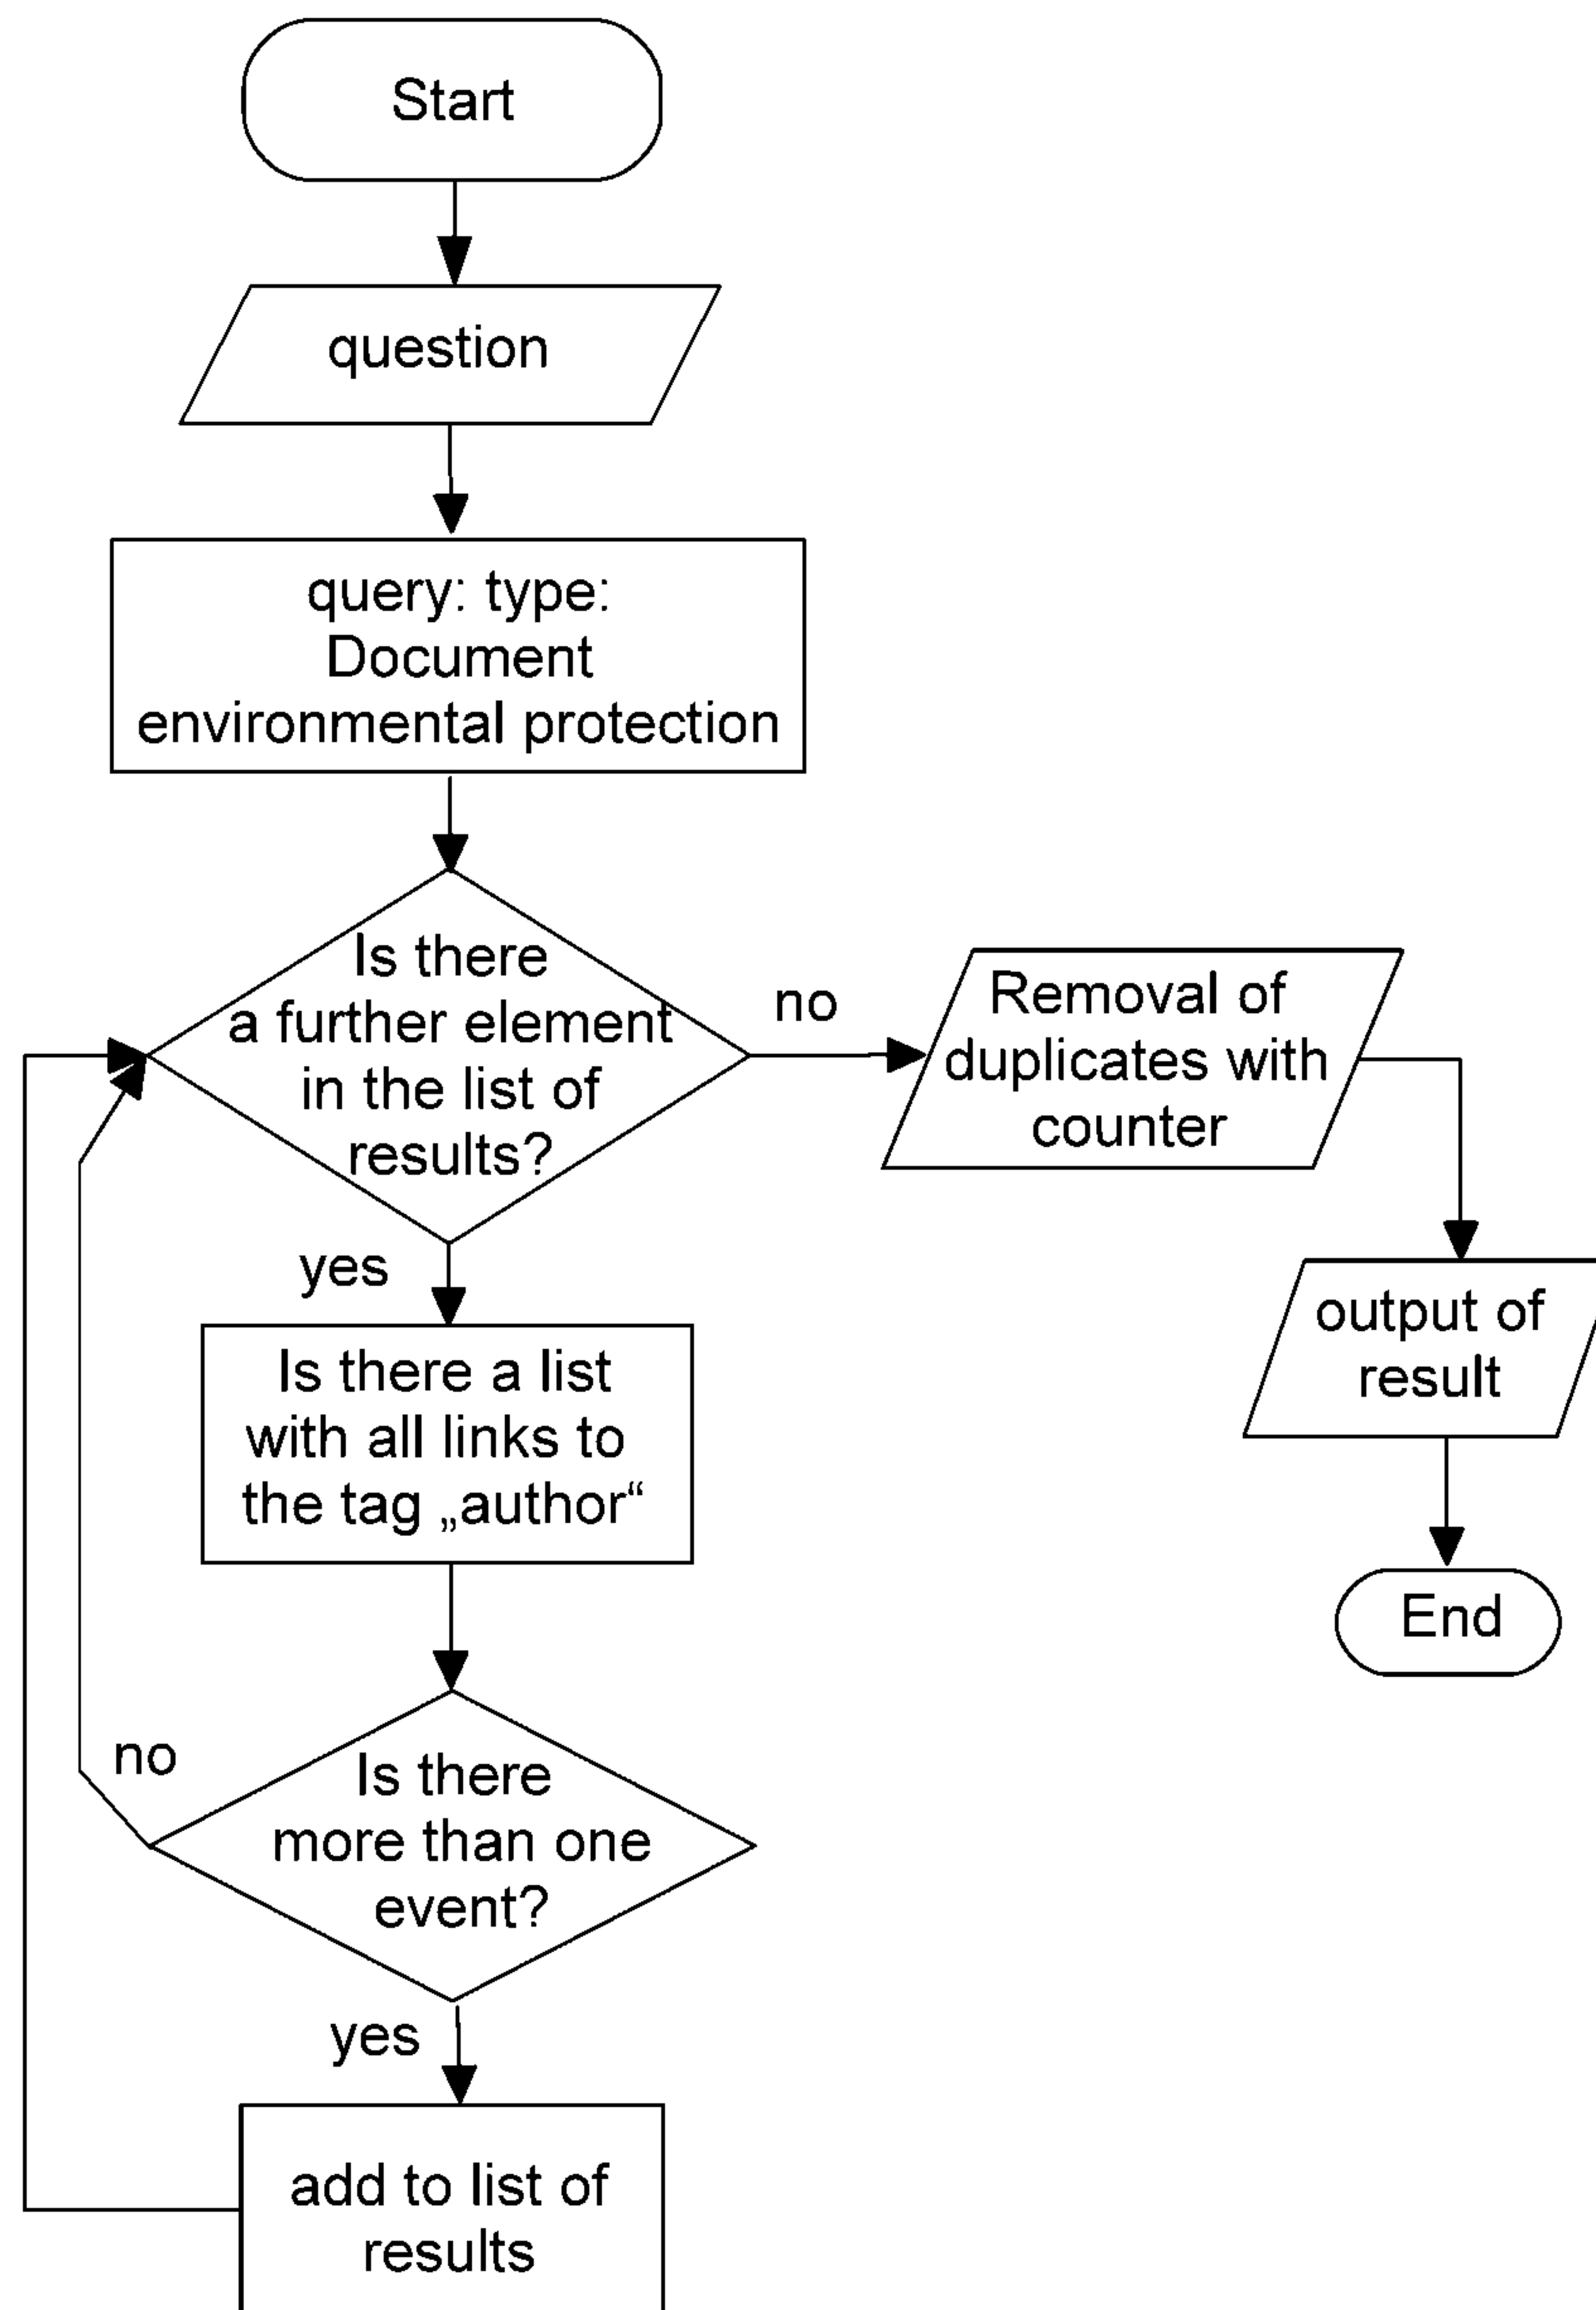 Start
question
query: type:
Document
environmental protection
Is there
a further element
in the list of
results?
no
Removal of
duplicates with
counter
yes
output of
result
Is there a list
with all links to
the tag „author“
End
no
Is there
more than one
event?
yes
add to list of
results